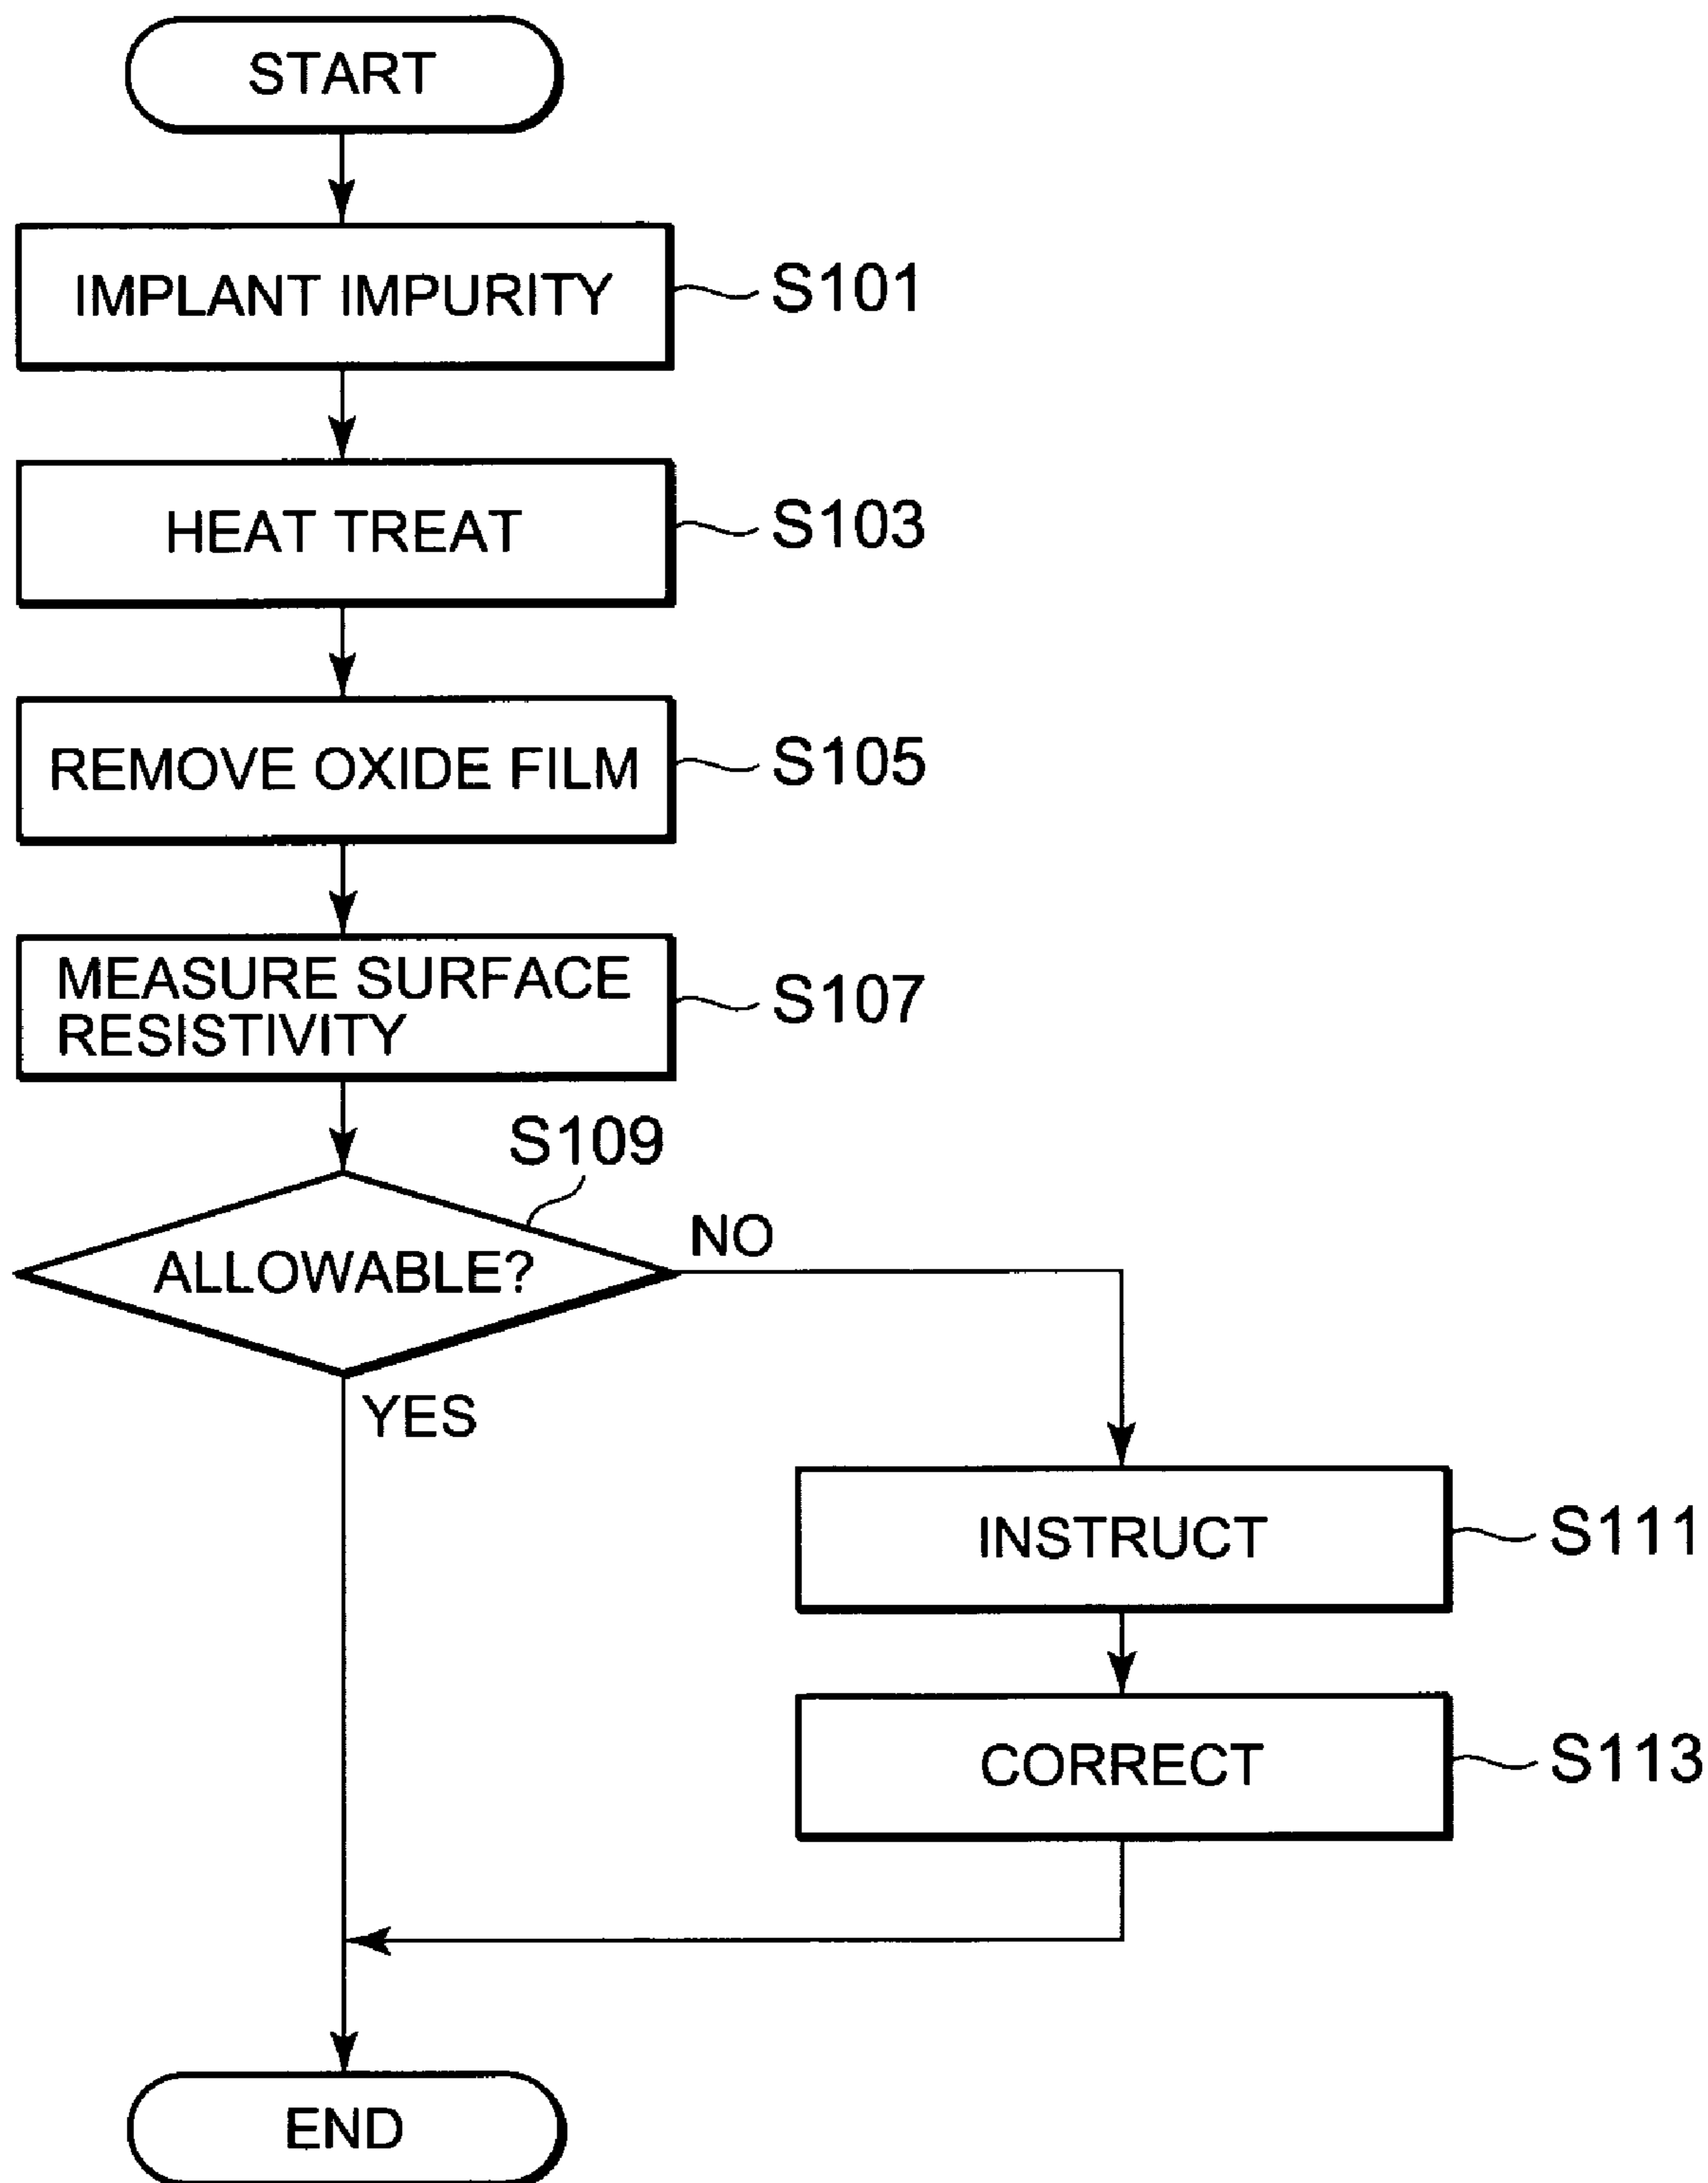 START
IMPLANT IMPURITY
S101
HEAT TREAT
S103
REMOVE OXIDE FILM
S105
MEASURE SURFACE
RESISTIVITY
S107
S109
ALLOWABLE?
NO
YES
INSTRUCT
S111
CORRECT
S113
END